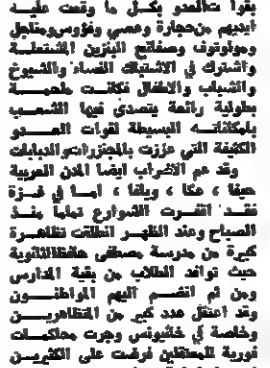 بقوا للعدو بكل ما وقعت عليه
ايديهم من حجارة وعصي وفؤوس ومناجل
ومولوتوف وصفائح البنزين المشتعلة
واشترك في الاشتباك النساء والشيوخ
والشباب والاطفال فكانت ملحمة
بطولية رائعة يتصدى فيها الشعب
بامكاناته البسيطة لقوات العدو
الكثيفة التي عززت بالمجنزرات والدبابات
وقد عم الاضراب ايضا المدن العربية
حيفا ، عكا ، ويافا ، اما في غزة
فقد اقفرت الشوارع تماما منذ
الصباح وعند الظهر انطلقت تظاهرة
كبيرة من مدرسة مصطفى حافظ الثانوية
حيث توافد الطلاب من بقية المدارس
ومن ثم انضم اليهم المواطنون
وقد اعتقل عدد كبير من المتظاهرين
وخاصة في خانيونس وجرت محاكمات
فورية للمعتقلين فرضت على الكثيرين